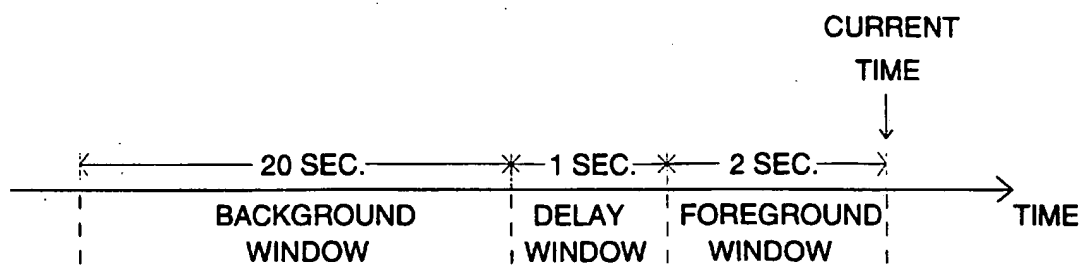 CURRENT
TIME
20 SEC. 1 SEC. 2 SEC.
BACKGROUND DELAY FOREGROUND TIME
WINDOW WINDOW WINDOW